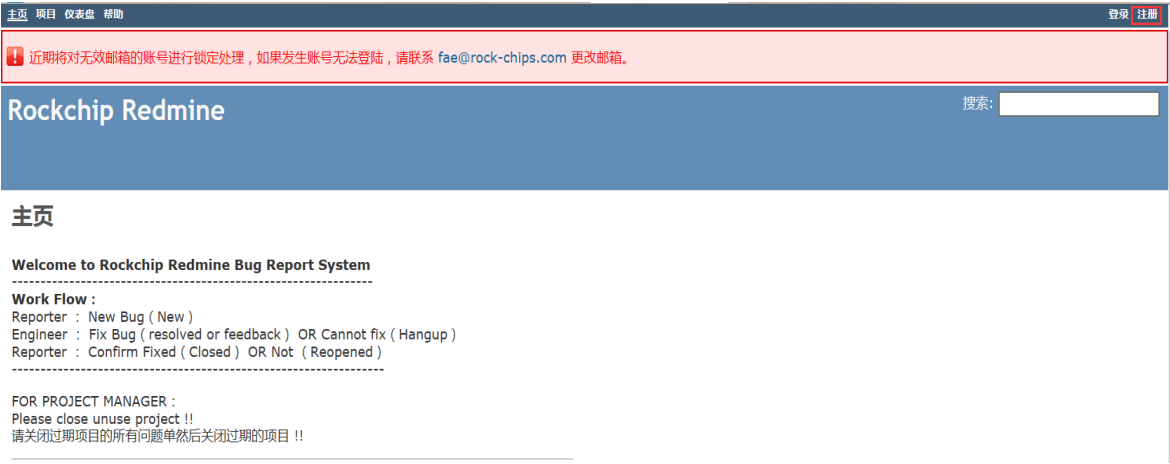 主页 项目 仪表盘 帮助 登录 注册
近期将对无效邮箱的账号进行锁定处理，如果发生账号无法登陆，请联系 fae@rock-chips.com 更改邮箱。
Rockchip Redmine 搜索:
主页
Welcome to Rockchip Redmine Bug Report System
---------------------------------------------------------------
Work Flow :
Reporter : New Bug ( New )
Engineer : Fix Bug ( resolved or feedback ) OR Cannot fix ( Hangup )
Reporter : Confirm Fixed ( Closed ) OR Not ( Reopened )
-----------------------------------------------------------------
FOR PROJECT MANAGER :
Please close unuse project !!
请关闭过期项目的所有问题单然后关闭过期的项目 !!